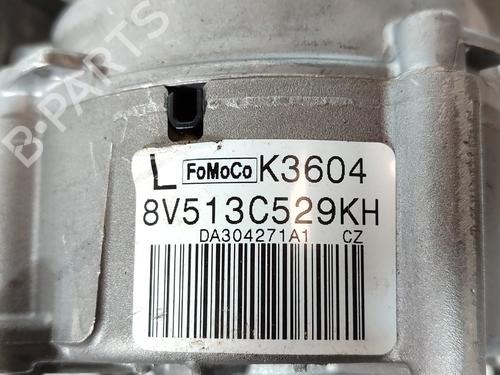 B-PARTS
L FoMoCo K3604
8V513C529KH
DA304271A1 CZ